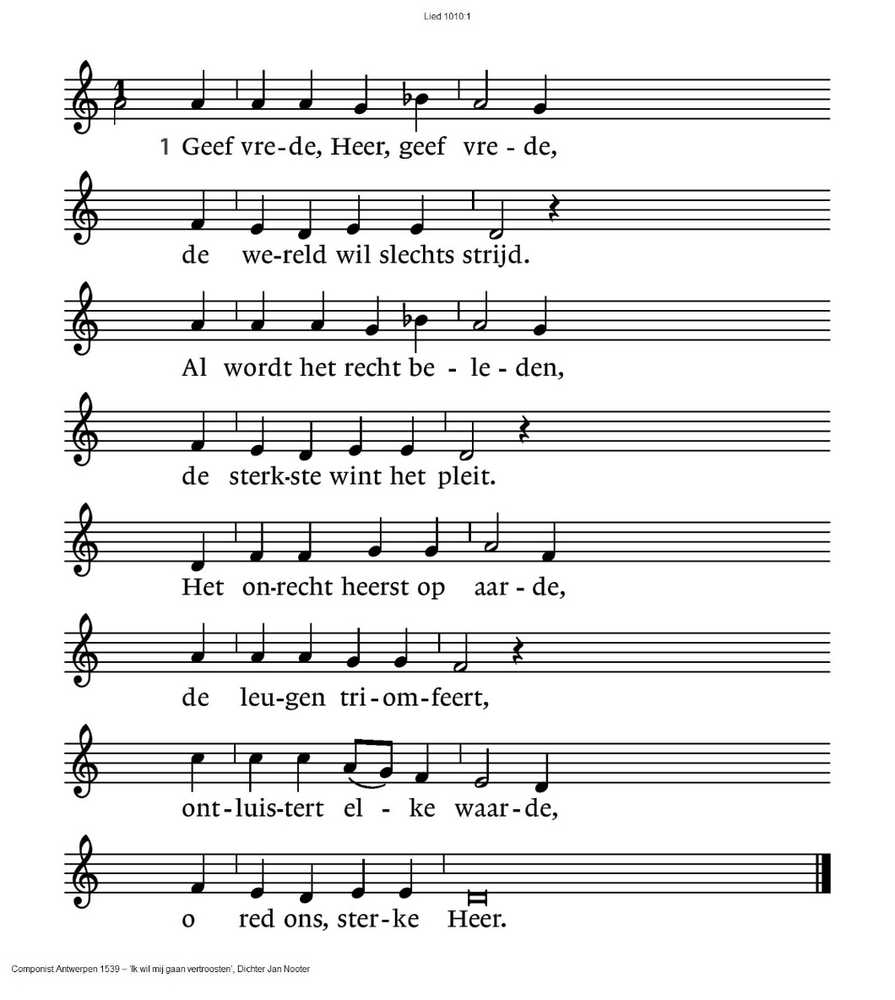 Lied 1010:1
1 Geef vre-de, Heer, geef vre - de,
de we-reld wil slechts strijd.
Al wordt het recht be - le - den,
de sterk-ste wint het pleit.
Het on-recht heerst op aar - de,
de leu-gen tri-om-feert,
ont-luis-tert el - ke waar-de,
o red ons, ster-ke Heer.
Componist Antwerpen 1539 – 'Ik wil mij gaan vertroosten', Dichter Jan Nooter